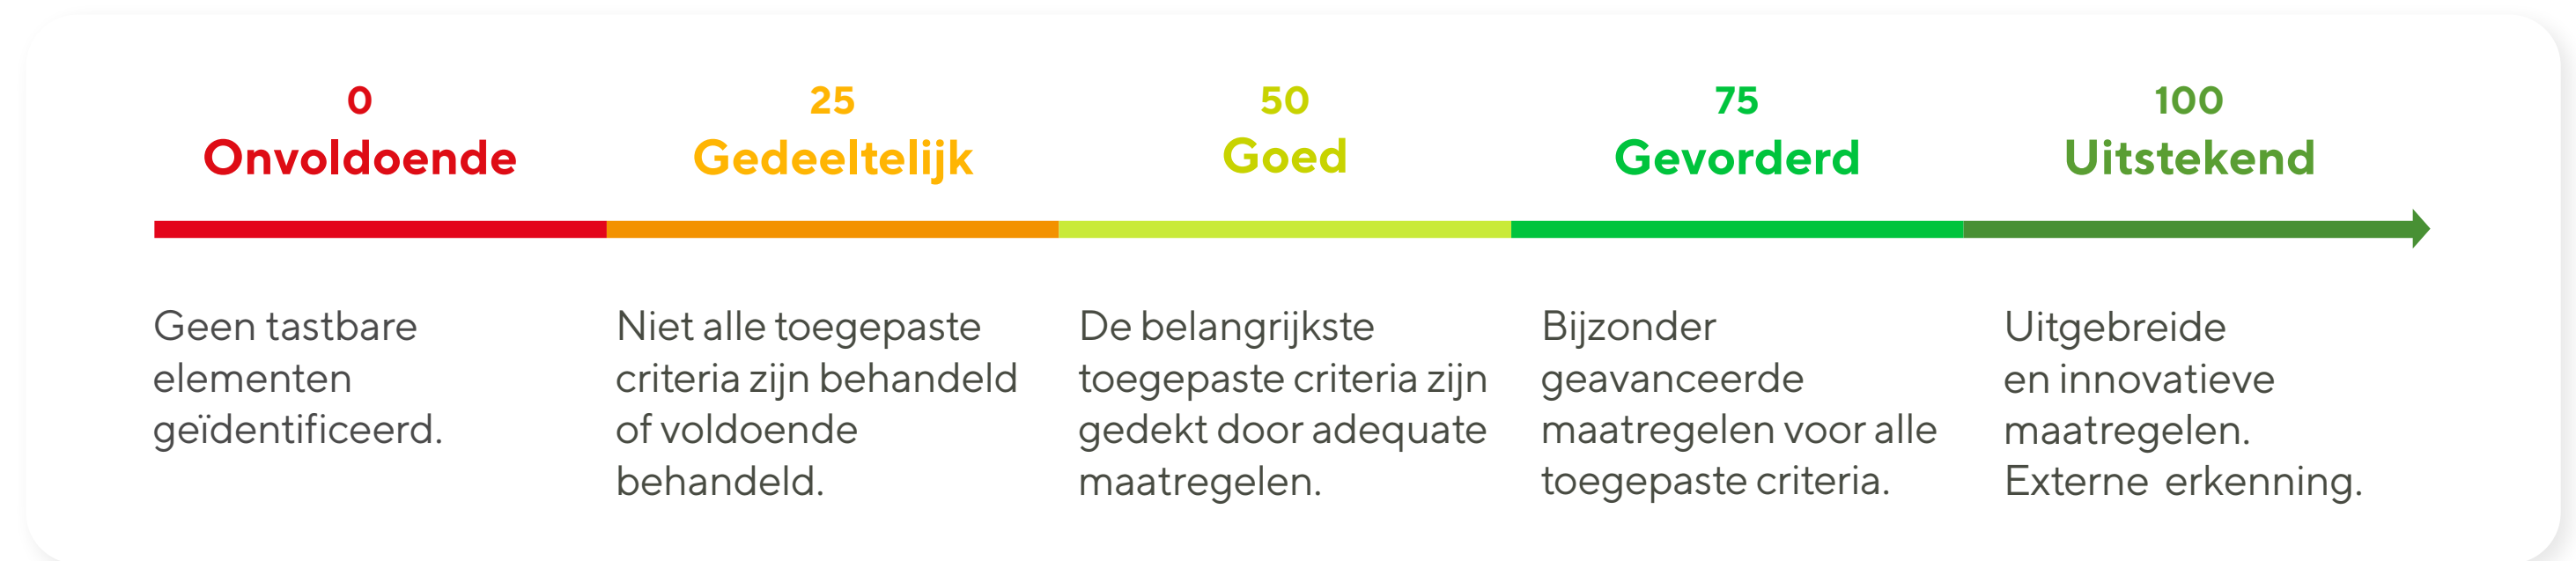 0
Onvoldoende
25
Gedeeltelijk
50
Goed
75
Gevorderd
100
Uitstekend
Geen tastbare
elementen
geïdentificeerd.
Niet alle toegepaste
criteria zijn behandeld
of voldoende
behandeld.
De belangrijkste
toegepaste criteria zijn
gedekt door adequate
maatregelen.
Bijzonder
geavanceerde
maatregelen voor alle
toegepaste criteria.
Uitgebreide
en innovatieve
maatregelen.
Externe erkenning.